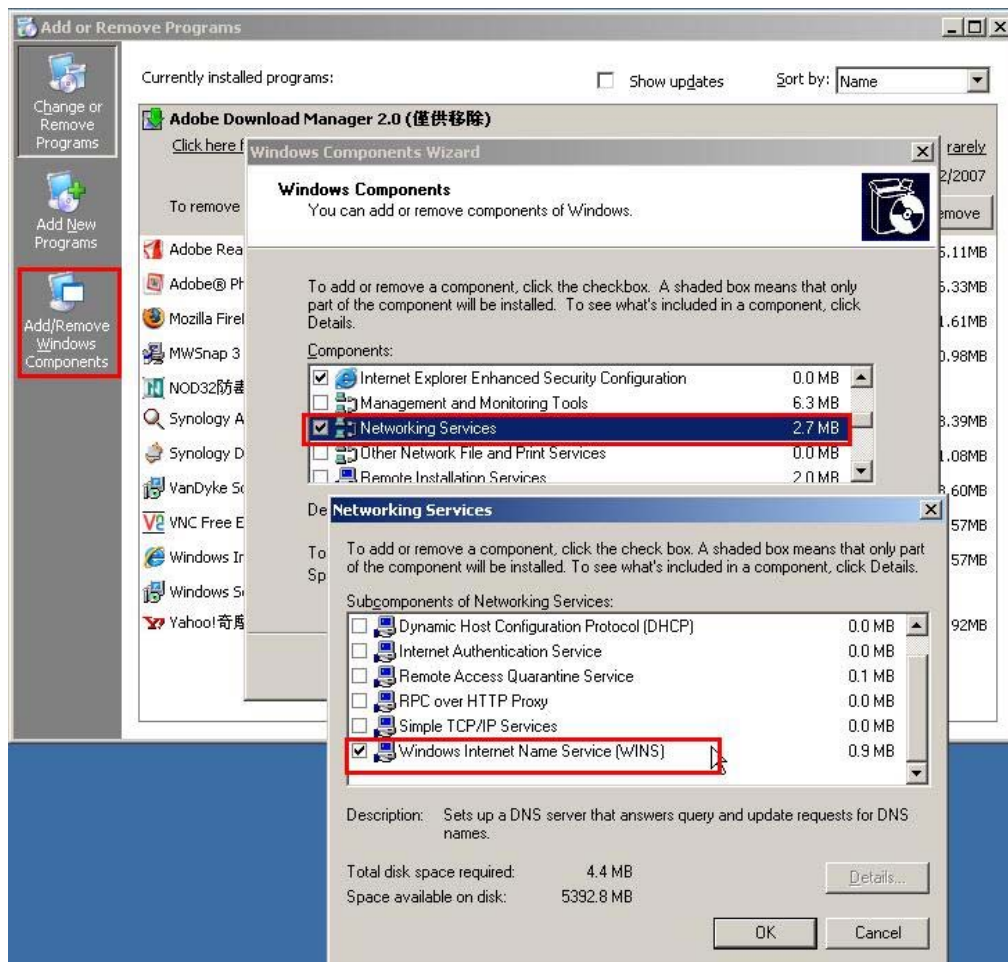 Add or Remove Programs
Change or
Remove
Programs
Add New
Programs
Add/Remove
Windows
Components
Currently installed programs:
Show updates
Sort by: Name
Adobe Download Manager 2.0 (僅供移除)
Click here
rarely
2/2007
To remove
emove
Adobe Rea
5.11MB
Adobe® Ph
5.33MB
Mozilla Firef
1.61MB
MWSnap 3
0.98MB
NOD32防毒
Synology A
8.39MB
Synology D
1.08MB
VanDyke Se
8.60MB
VNC Free E
57MB
Windows In
57MB
Windows Se
Yahoo!奇摩
92MB
Windows Components Wizard
Windows Components
You can add or remove components of Windows.
To add or remove a component, click the checkbox. A shaded box means that only
part of the component will be installed. To see what's included in a component, click
Details.
Components:
Internet Explorer Enhanced Security Configuration 0.0 MB
Management and Monitoring Tools 6.3 MB
Networking Services 2.7 MB
Other Network File and Print Services 0.0 MB
Remote Installation Services 2.0 MB
De
To
Sp
Networking Services
To add or remove a component, click the check box. A shaded box means that only part
of the component will be installed. To see what's included in a component, click Details.
Subcomponents of Networking Services:
Dynamic Host Configuration Protocol (DHCP) 0.0 MB
Internet Authentication Service 0.0 MB
Remote Access Quarantine Service 0.1 MB
RPC over HTTP Proxy 0.0 MB
Simple TCP/IP Services 0.0 MB
Windows Internet Name Service (WINS) 0.9 MB
Description: Sets up a DNS server that answers query and update requests for DNS
names.
Total disk space required: 4.4 MB
Space available on disk: 5392.8 MB
Details...
OK
Cancel